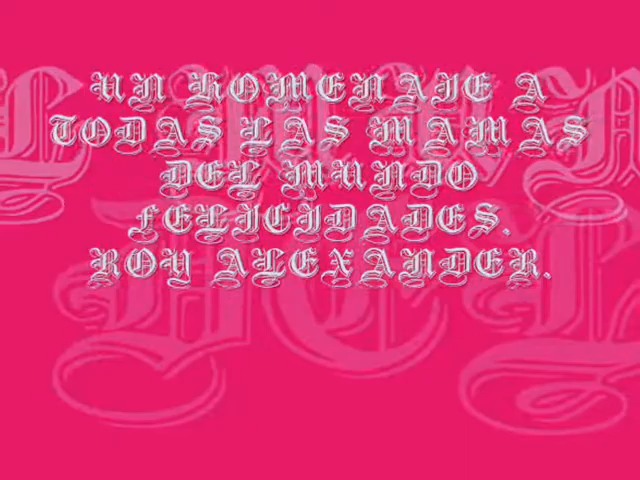 UN HOMENAJE A
TODAS LAS MAMAS
DEL MUNDO
FELICIDADES.
ROY ALEXANDER.